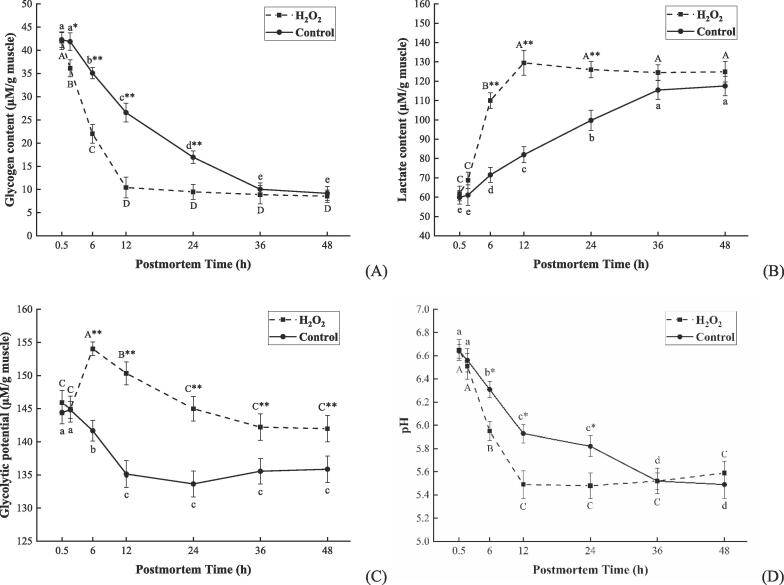 45
40
35
30
25
20
15
10
5
0
Glycogen content (μM/g muscle)
H₂O₂
Control
a
a*
A
B
b**
C
c**
D
d**
D
e
D
e
D
0.5
6
12
24
36
48
Postmortem Time (h)
(A)
140
130
120
110
100
90
80
70
60
50
40
Lactate content (μM/g muscle)
H₂O₂
Control
C
C
e
e
B**
d
A**
c
A**
b
A
a
A
a
0.5
6
12
24
36
48
Postmortem Time (h)
(B)
160
155
150
145
140
135
130
125
Glycolytic potential (μM/g muscle)
H₂O₂
Control
C
C
a
a
A**
b
B**
c
C**
c
C**
c
C**
c
0.5
6
12
24
36
48
Postmortem Time (h)
(C)
7.0
6.6
6.4
6.2
6.0
5.8
5.6
5.4
5.2
5.0
pH
H₂O₂
Control
a
a
A
A
b*
B
c*
C
c*
C
d
C
C
d
0.5
6
12
24
36
48
Postmortem Time (h)
(D)